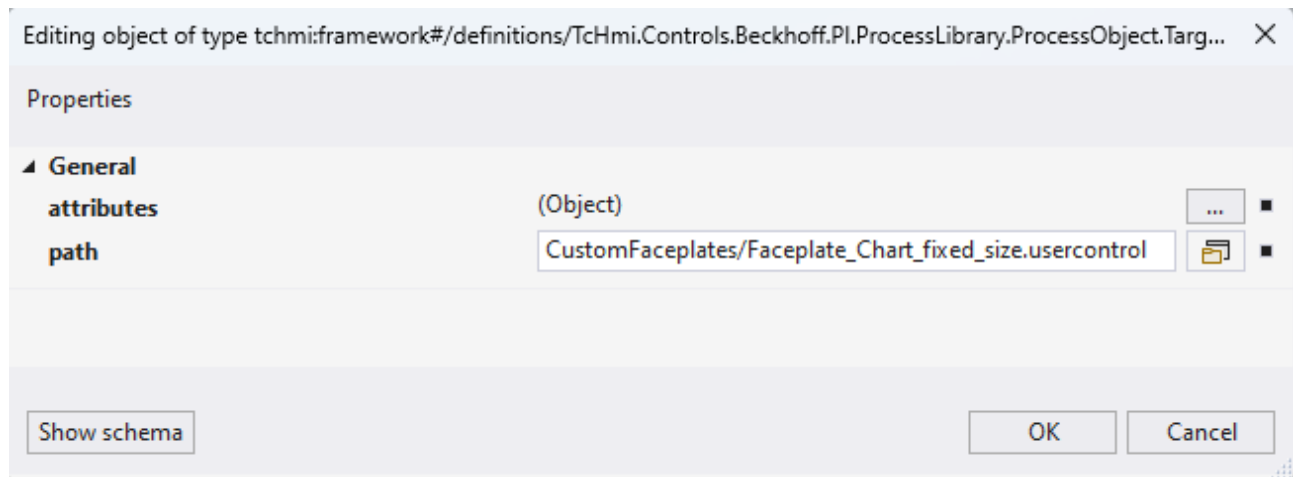 Editing object of type tchmi:framework#/definitions/TcHmi.Controls.Beckhoff.PI.ProcessLibrary.ProcessObject.Targ...
Properties
General
attributes (Object) ...
path CustomFaceplates/Faceplate_Chart_fixed_size.usercontrol
Show schema OK Cancel